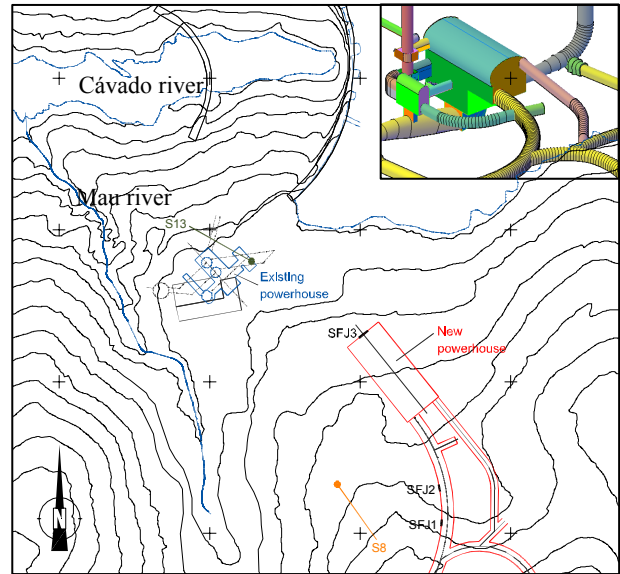 Cávado river
Mau river
S13
Existing
powerhouse
SFJ3
New
powerhouse
SFJ2
SFJ1
S8
N